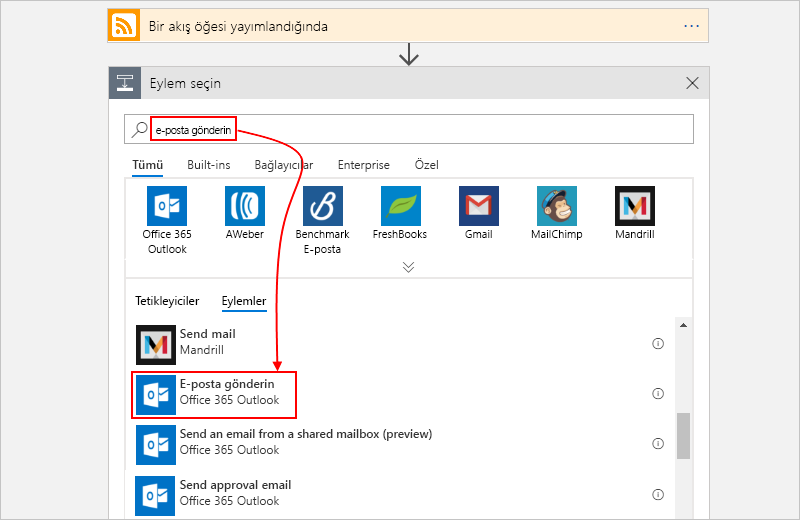 Bir akış öğesi yayımlandığında
Eylem seçin
e-posta gönderin
Tümü Built-ins Bağlayıcılar Enterprise Özel
Office 365 Outlook
AWeber
Benchmark E-posta
FreshBooks
Gmail
MailChimp
Mandrill
Tetikleyiciler Eylemler
Send mail
Mandrill
E-posta gönderin
Office 365 Outlook
Send an email from a shared mailbox (preview)
Office 365 Outlook
Send approval email
Office 365 Outlook